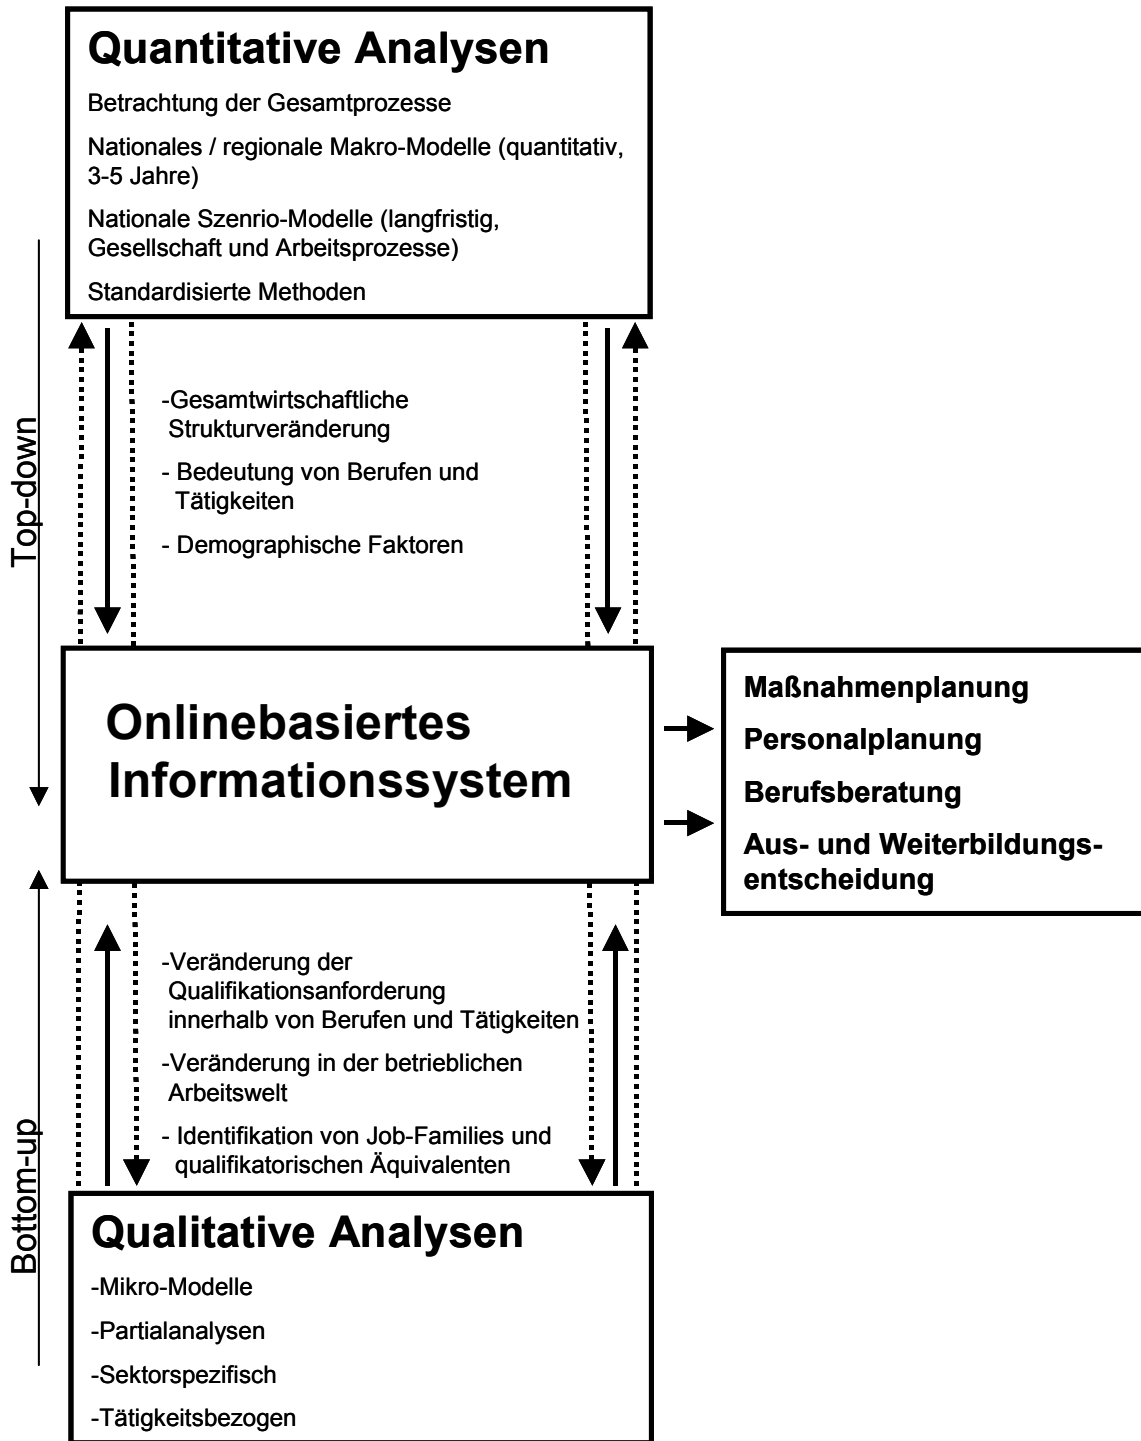 Quantitative Analysen
Betrachtung der Gesamtprozesse
Nationales / regionale Makro-Modelle (quantitativ,
3-5 Jahre)
Nationale Szenrio-Modelle (langfristig,
Gesellschaft und Arbeitsprozesse)
Standardisierte Methoden
Top-down
-Gesamtwirtschaftliche
Strukturveränderung
- Bedeutung von Berufen und
Tätigkeiten
- Demographische Faktoren
Onlinebasiertes
Informationssystem
Maßnahmenplanung
Personalplanung
Berufsberatung
Aus- und Weiterbildungs-
entscheidung
Bottom-up
-Veränderung der
Qualifikationsanforderung
innerhalb von Berufen und Tätigkeiten
-Veränderung in der betrieblichen
Arbeitswelt
- Identifikation von Job-Families und
qualifikatorischen Äquivalenten
Qualitative Analysen
-Mikro-Modelle
-Partialanalysen
-Sektorspezifisch
-Tätigkeitsbezogen